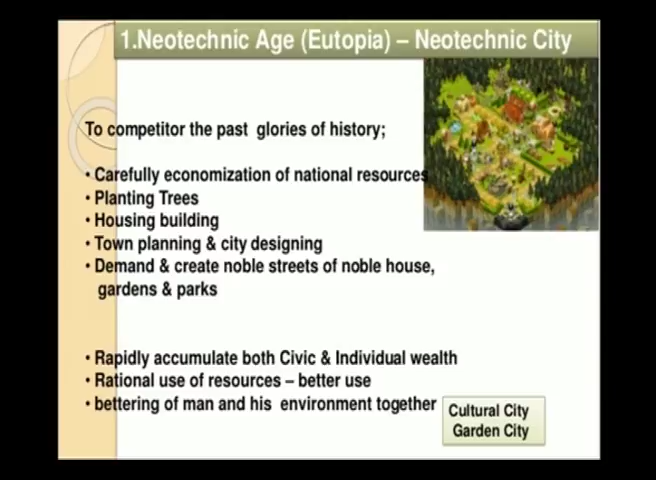 1.Neotechnic Age (Eutopia) – Neotechnic City
To competitor the past glories of history;
• Carefully economization of national resources
• Planting Trees
• Housing building
• Town planning & city designing
• Demand & create noble streets of noble house,
gardens & parks
• Rapidly accumulate both Civic & Individual wealth
• Rational use of resources – better use
• bettering of man and his environment together
Cultural City
Garden City